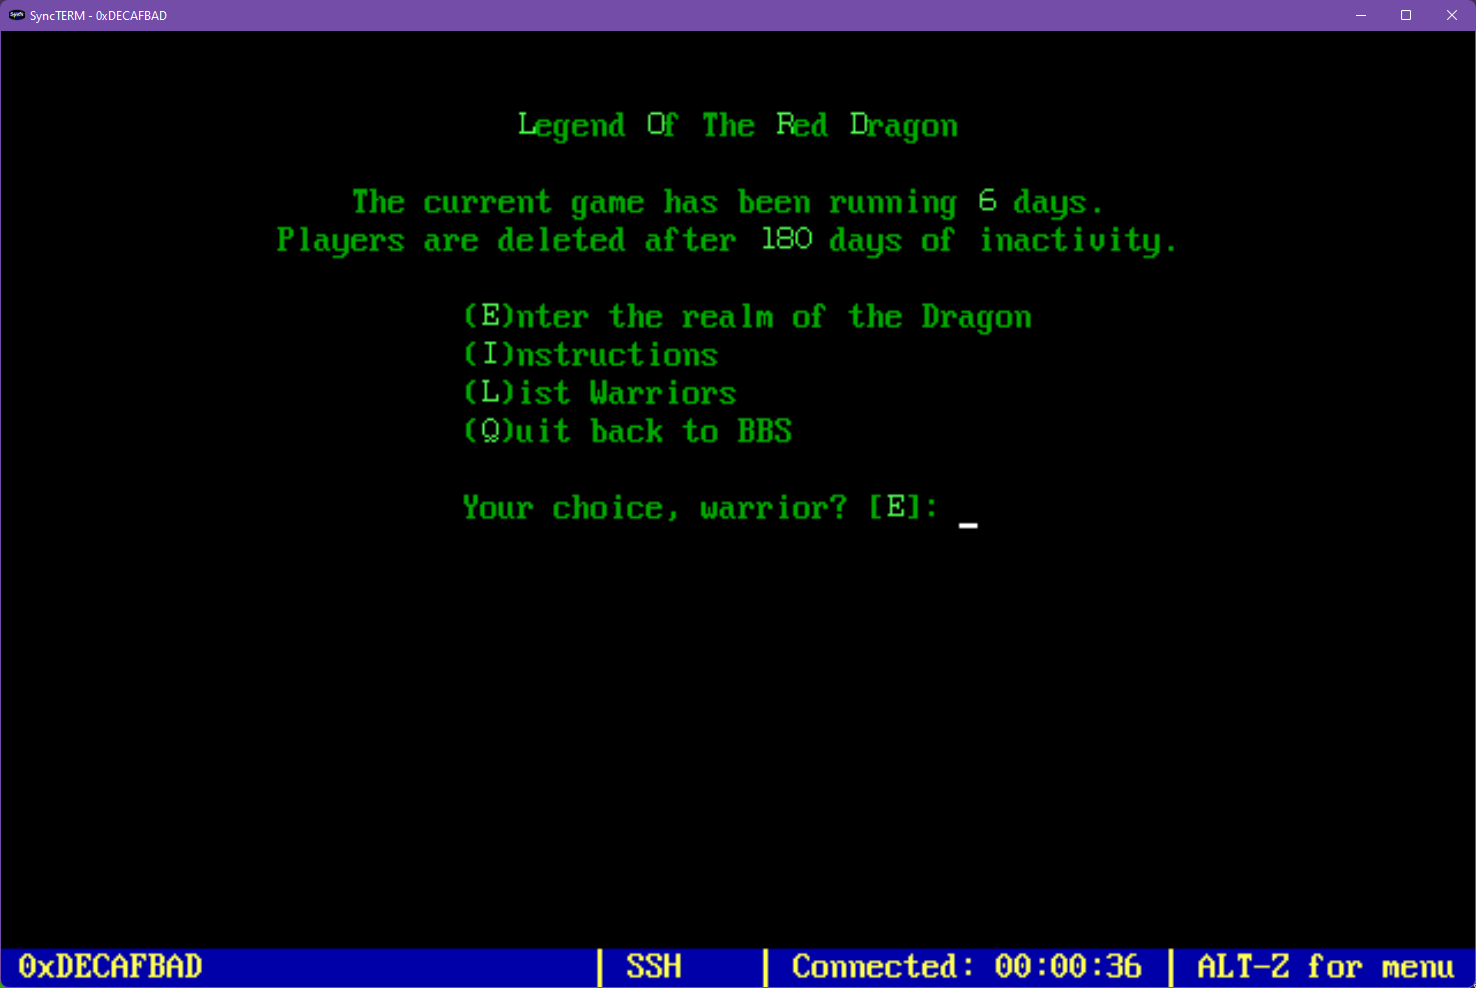 SyncTERM - 0xDECAFBAD
Legend Of The Red Dragon
The current game has been running 6 days.
Players are deleted after 180 days of inactivity.
(E)nter the realm of the Dragon
(I)nstructions
(L)ist Warriors
(Q)uit back to BBS
Your choice, warrior? [E]: _
0xDECAFBAD | SSH | Connected: 00:00:36 | ALT-Z for menu